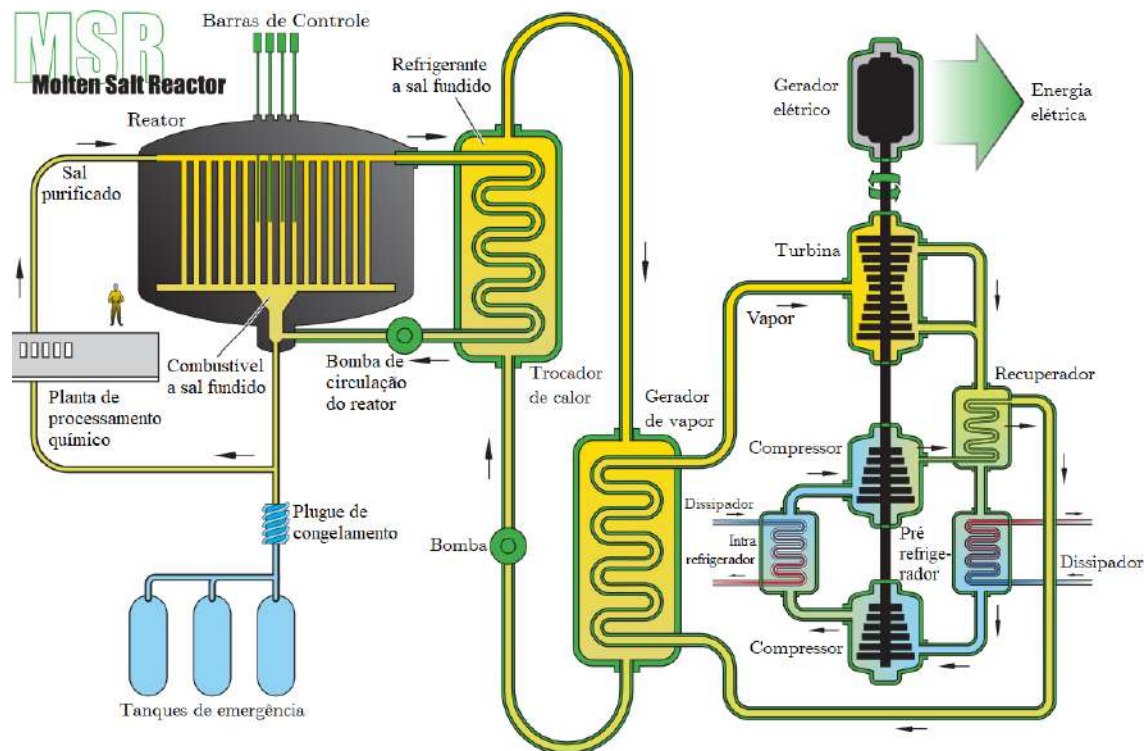 MSR
Molten Salt Reactor
Barras de Controle
Reator
Refrigerante
a sal fundido
Gerador
elétrico
Energia
elétrica
Sal
purificado
Turbina
Vapor
Combustível
a sal fundido
Bomba de
circulação
do reator
Trocador
de calor
Planta de
processamento
químico
Gerador
de vapor
Recuperador
Compressor
Plugue de
congelamento
Bomba
Dissipador
Intra
refrigerador
Pré
refrige-
rador
Dissipador
Compressor
Tanques de emergência